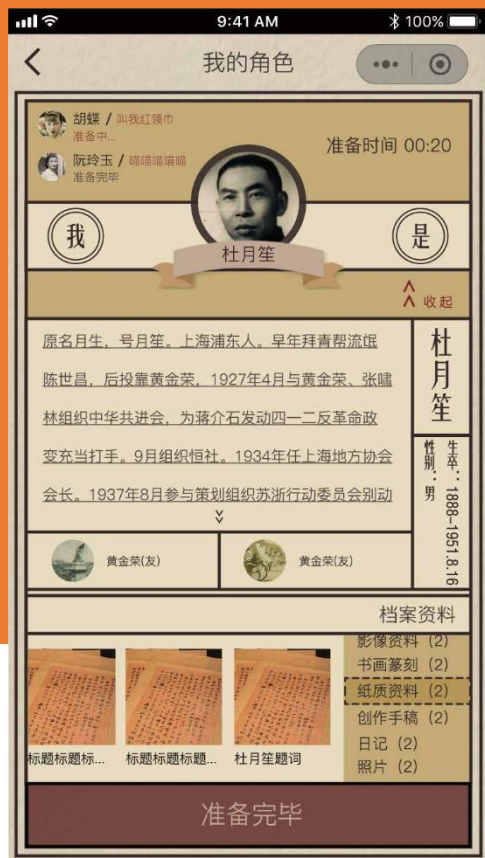 9:41 AM
100%
我的角色
胡蝶 / 叫我红领巾
准备中...
阮玲玉 / 喵喵喵喵喵
准备完毕
准备时间 00:20
我
是
杜月笙
收起
原名月生，号月笙。上海浦东人。早年拜青帮流氓
陈世昌，后投靠黄金荣，1927年4月与黄金荣、张啸
林组织中华共进会，为蒋介石发动四一二反革命政
变充当打手。9月组织恒社。1934年任上海地方协会
会长。1937年8月参与策划组织苏浙行动委员会别动
杜月笙
生卒：1888-1951.8.16
性别：男
黄金荣(友)
黄金荣(友)
档案资料
影像资料（2）
书画篆刻（2）
纸质资料（2）
创作手稿（2）
日记（2）
照片（2）
标题标题标...
标题标题标题...
杜月笙题词
准备完毕